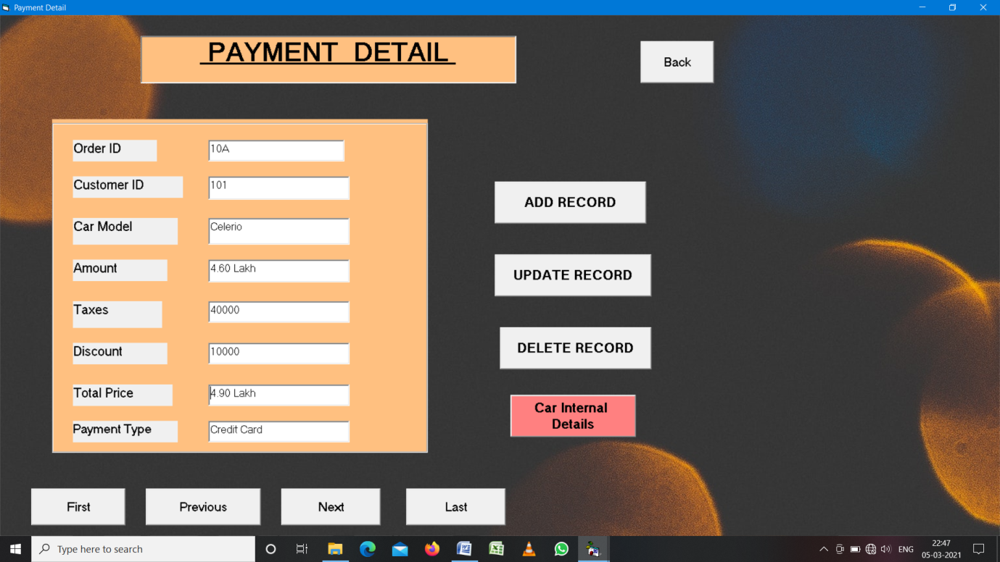 Payment Detail
PAYMENT DETAIL
Back
Order ID 10A
Customer ID 101
Car Model Celerio
Amount 4.60 Lakh
Taxes 40000
Discount 10000
Total Price 4.90 Lakh
Payment Type Credit Card
ADD RECORD
UPDATE RECORD
DELETE RECORD
Car Internal
Details
First Previous Next Last
Type here to search
ENG
22:47
05-03-2021